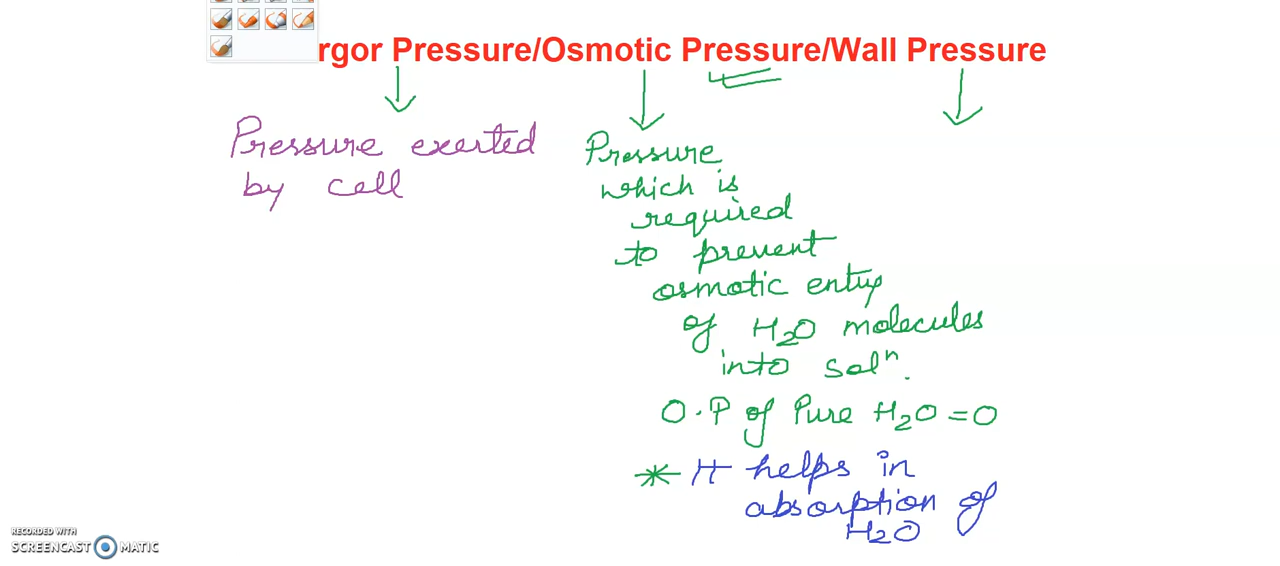 rgor Pressure/Osmotic Pressure/Wall Pressure
Pressure exerted
by cell
Pressure
which is
required
to prevent
osmotic entry
of H2O molecules
into solⁿ.
O.P of Pure H2O = 0
* It helps in
absorption of
H2O
RECORDED WITH
SCREENCAST MATIC